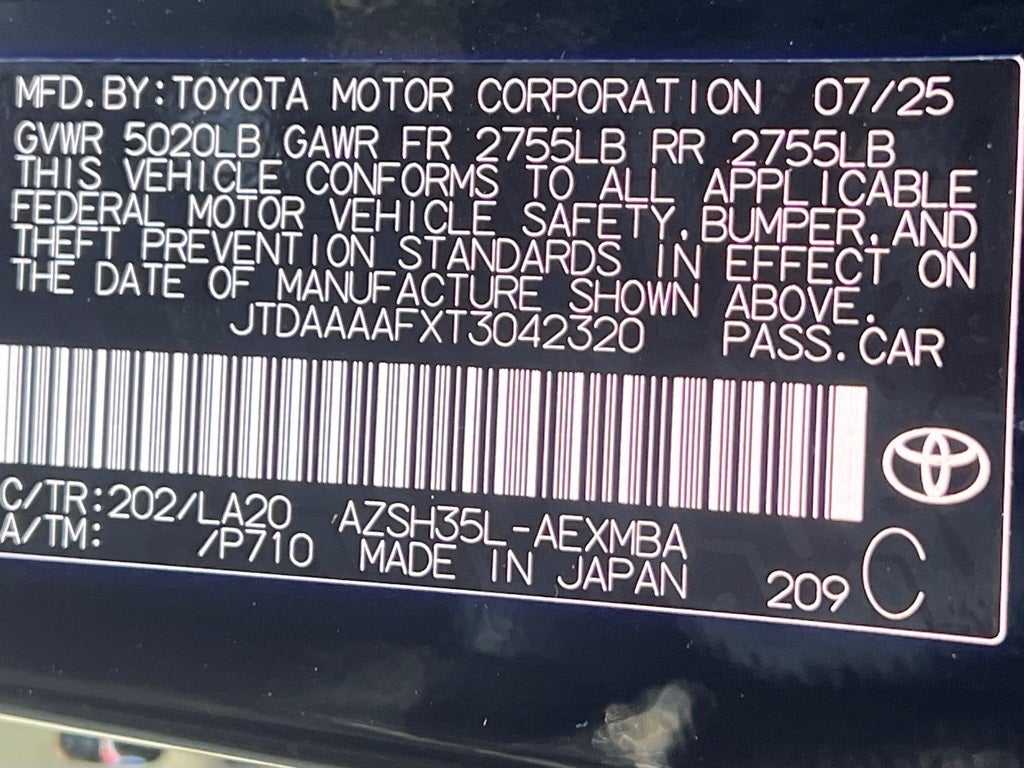 MFD.BY:TOYOTA MOTOR CORPORATION 07/25
GVWR 5020LB GAWR FR 2755LB RR 2755LB
THIS VEHICLE CONFORMS TO ALL APPLICABLE
FEDERAL MOTOR VEHICLE SAFETY,BUMPER,AND
THEFT PREVENTION STANDARDS IN EFFECT ON
THE DATE OF MANUFACTURE SHOWN ABOVE.
JTDAAAAFXT3042320 PASS.CAR
C/TR:202/LA20 AZSH35L-AEXMBA
A/TM: /P710 MADE IN JAPAN 209 C